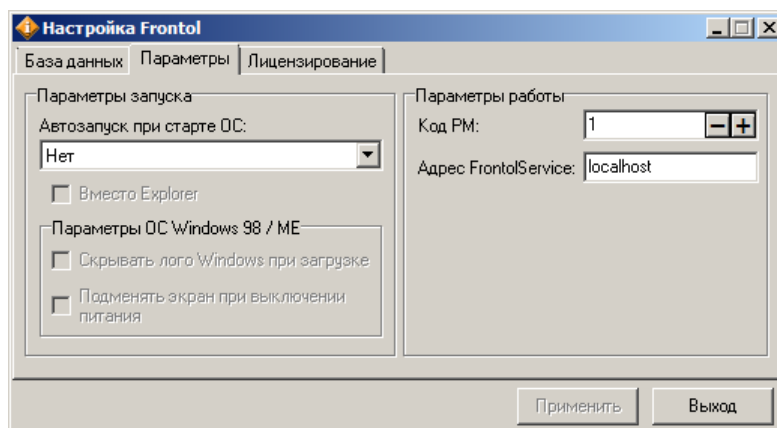 Настройка Frontol
База данных Параметры Лицензирование
Параметры запуска
Автозапуск при старте ОС:
Нет
Вместо Explorer
Параметры ОС Windows 98 / ME
Скрывать лого Windows при загрузке
Подменять экран при выключении
питания
Параметры работы
Код РМ: 1
Адрес FrontolService: localhost
Применить Выход